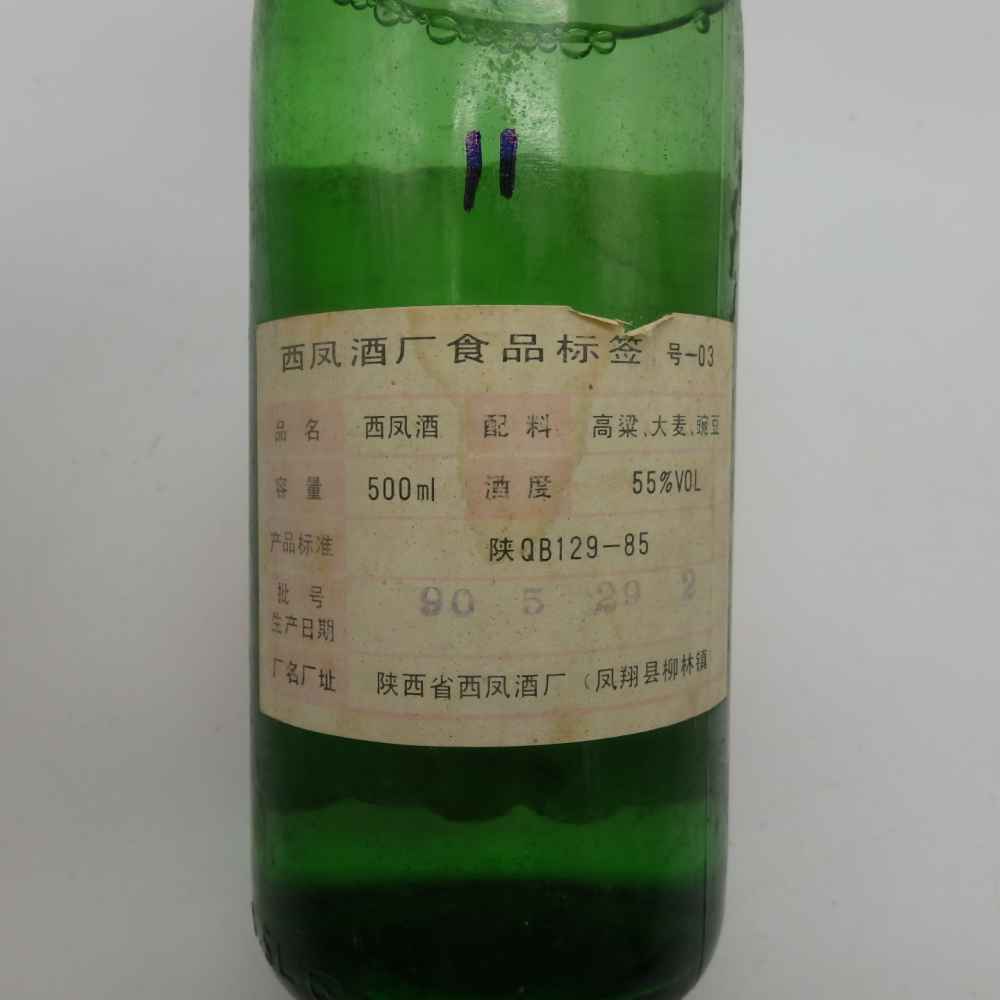 11
西凤酒厂食品标签 号-03
品名 西凤酒 配料 高粱、大麦、豌豆
容量 500ml 酒度 55%VOL
产品标准 陕QB129-85
批号
生产日期 90 5 29 2
厂名厂址 陕西省西凤酒厂（凤翔县柳林镇